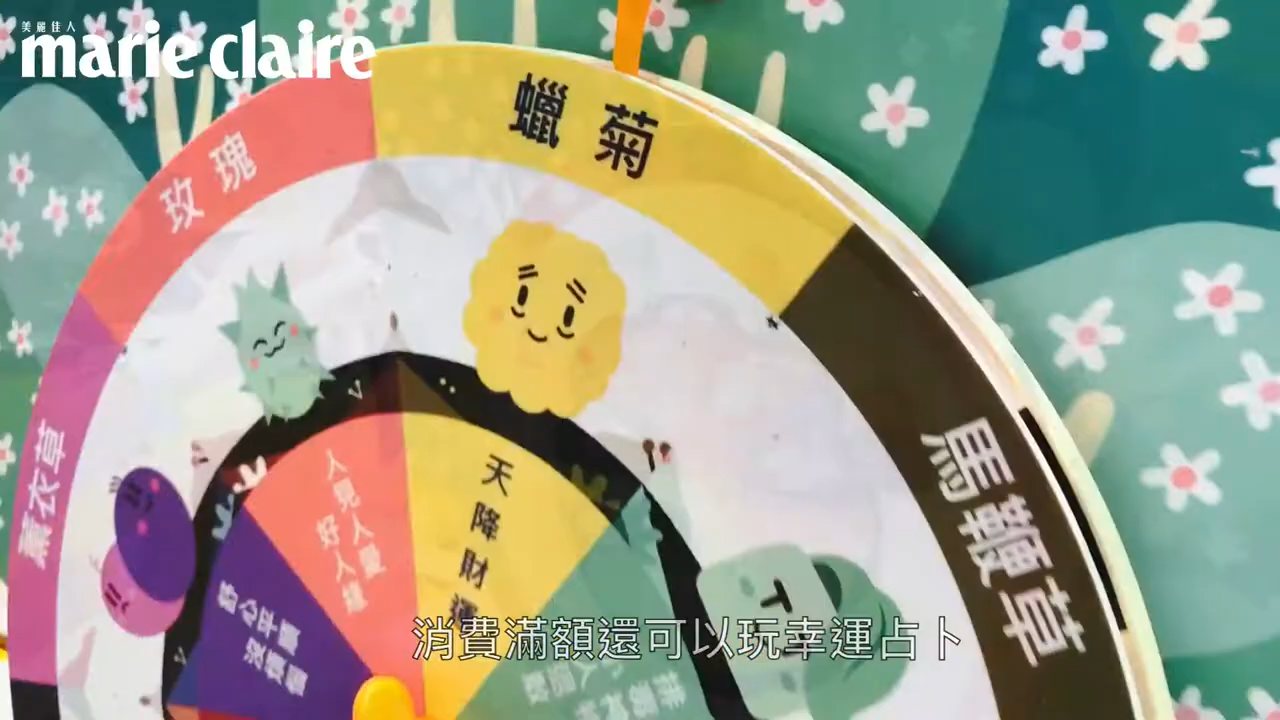 美麗佳人
marie claire
玫瑰
蠟菊
馬鞭草
薰衣草
人見人愛
好人緣
天降財運
消費滿額還可以玩幸運占卜